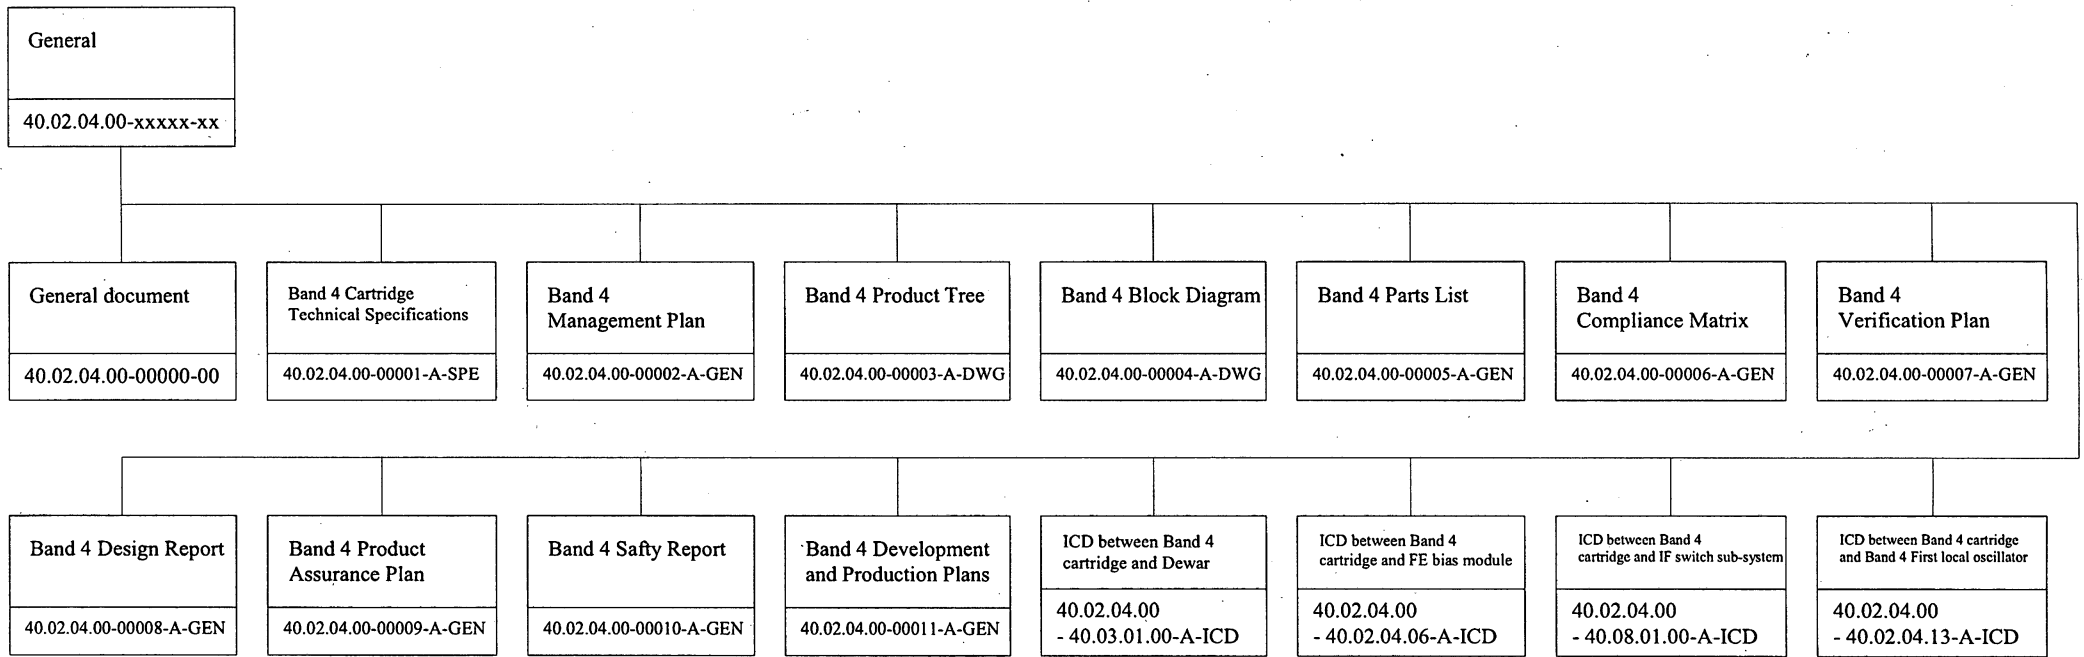 General
40.02.04.00-xxxxx-xx
General document
40.02.04.00-00000-00
Band 4 Cartridge
Technical Specifications
40.02.04.00-00001-A-SPE
Band 4
Management Plan
40.02.04.00-00002-A-GEN
Band 4 Product Tree
40.02.04.00-00003-A-DWG
Band 4 Block Diagram
40.02.04.00-00004-A-DWG
Band 4 Parts List
40.02.04.00-00005-A-GEN
Band 4
Compliance Matrix
40.02.04.00-00006-A-GEN
Band 4
Verification Plan
40.02.04.00-00007-A-GEN
Band 4 Design Report
40.02.04.00-00008-A-GEN
Band 4 Product
Assurance Plan
40.02.04.00-00009-A-GEN
Band 4 Safty Report
40.02.04.00-00010-A-GEN
Band 4 Development
and Production Plans
40.02.04.00-00011-A-GEN
ICD between Band 4
cartridge and Dewar
40.02.04.00
- 40.03.01.00-A-ICD
ICD between Band 4
cartridge and FE bias module
40.02.04.00
- 40.02.04.06-A-ICD
ICD between Band 4
cartridge and IF switch sub-system
40.02.04.00
- 40.08.01.00-A-ICD
ICD between Band 4 cartridge
and Band 4 First local oscillator
40.02.04.00
- 40.02.04.13-A-ICD